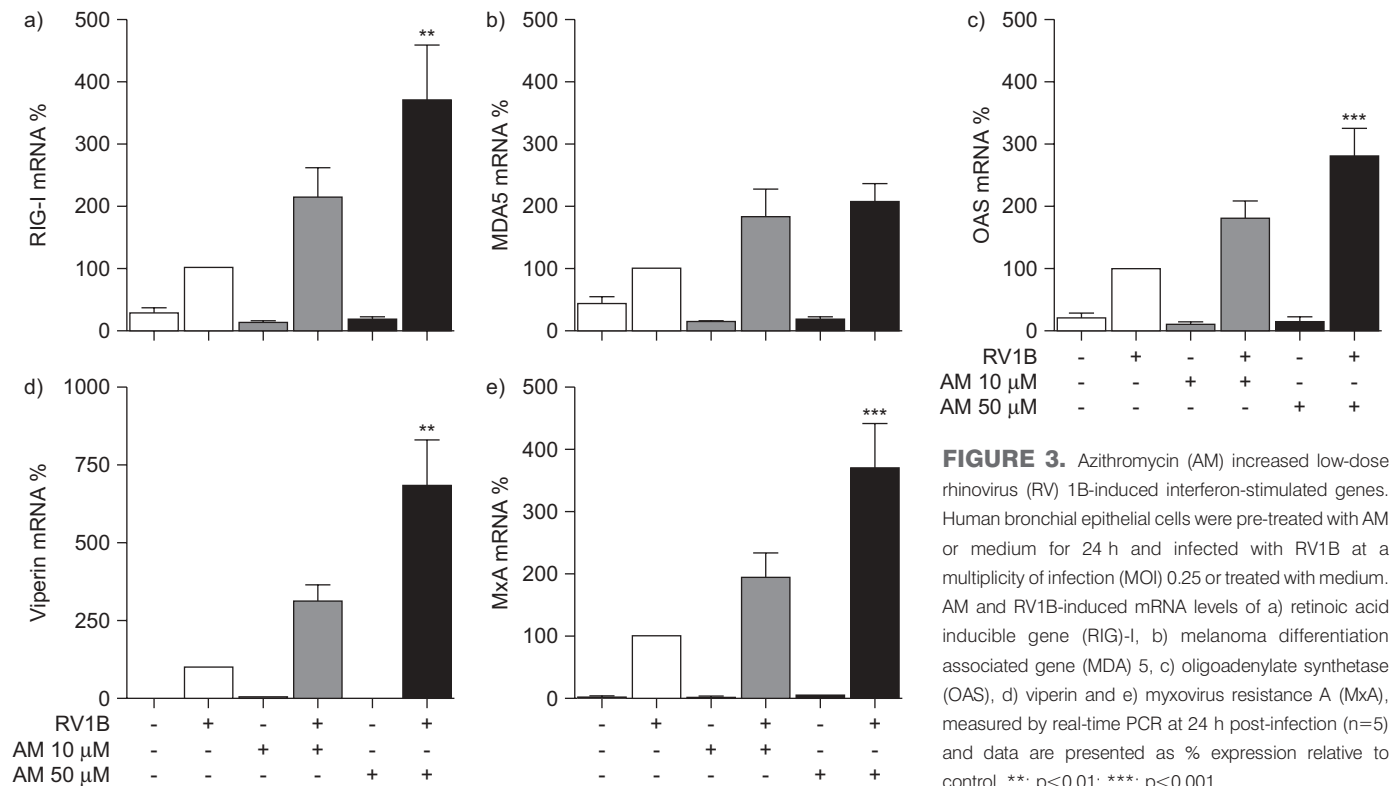 a)
500
400
300
200
100
0
RIG-I mRNA %
**
b)
500
400
300
200
100
0
MDA5 mRNA %
c)
500
400
300
200
100
0
OAS mRNA %
***
RV1B - + - + - +
AM 10 µM - - + + - -
AM 50 µM - - - - + +
d)
1000
750
500
250
0
Viperin mRNA %
**
RV1B - + - + - +
AM 10 µM - - + + - -
AM 50 µM - - - - + +
e)
500
400
300
200
100
0
MxA mRNA %
***
- + - + - +
- - + + - -
- - - - + +
FIGURE 3. Azithromycin (AM) increased low-dose
rhinovirus (RV) 1B-induced interferon-stimulated genes.
Human bronchial epithelial cells were pre-treated with AM
or medium for 24 h and infected with RV1B at a
multiplicity of infection (MOI) 0.25 or treated with medium.
AM and RV1B-induced mRNA levels of a) retinoic acid
inducible gene (RIG)-I, b) melanoma differentiation
associated gene (MDA) 5, c) oligoadenylate synthetase
(OAS), d) viperin and e) myxovirus resistance A (MxA),
measured by real-time PCR at 24 h post-infection (n=5)
and data are presented as % expression relative to
control. **: p<0.01; ***: p<0.001.